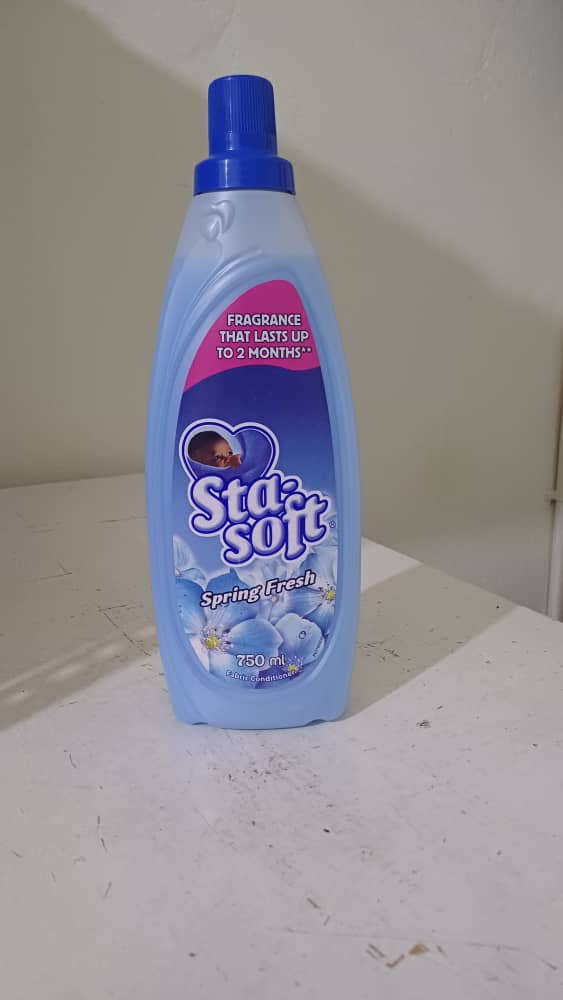 FRAGRANCE
THAT LASTS UP
TO 2 MONTHS**
Sta-
soft
Spring Fresh
750 ml
Fabric Conditioner